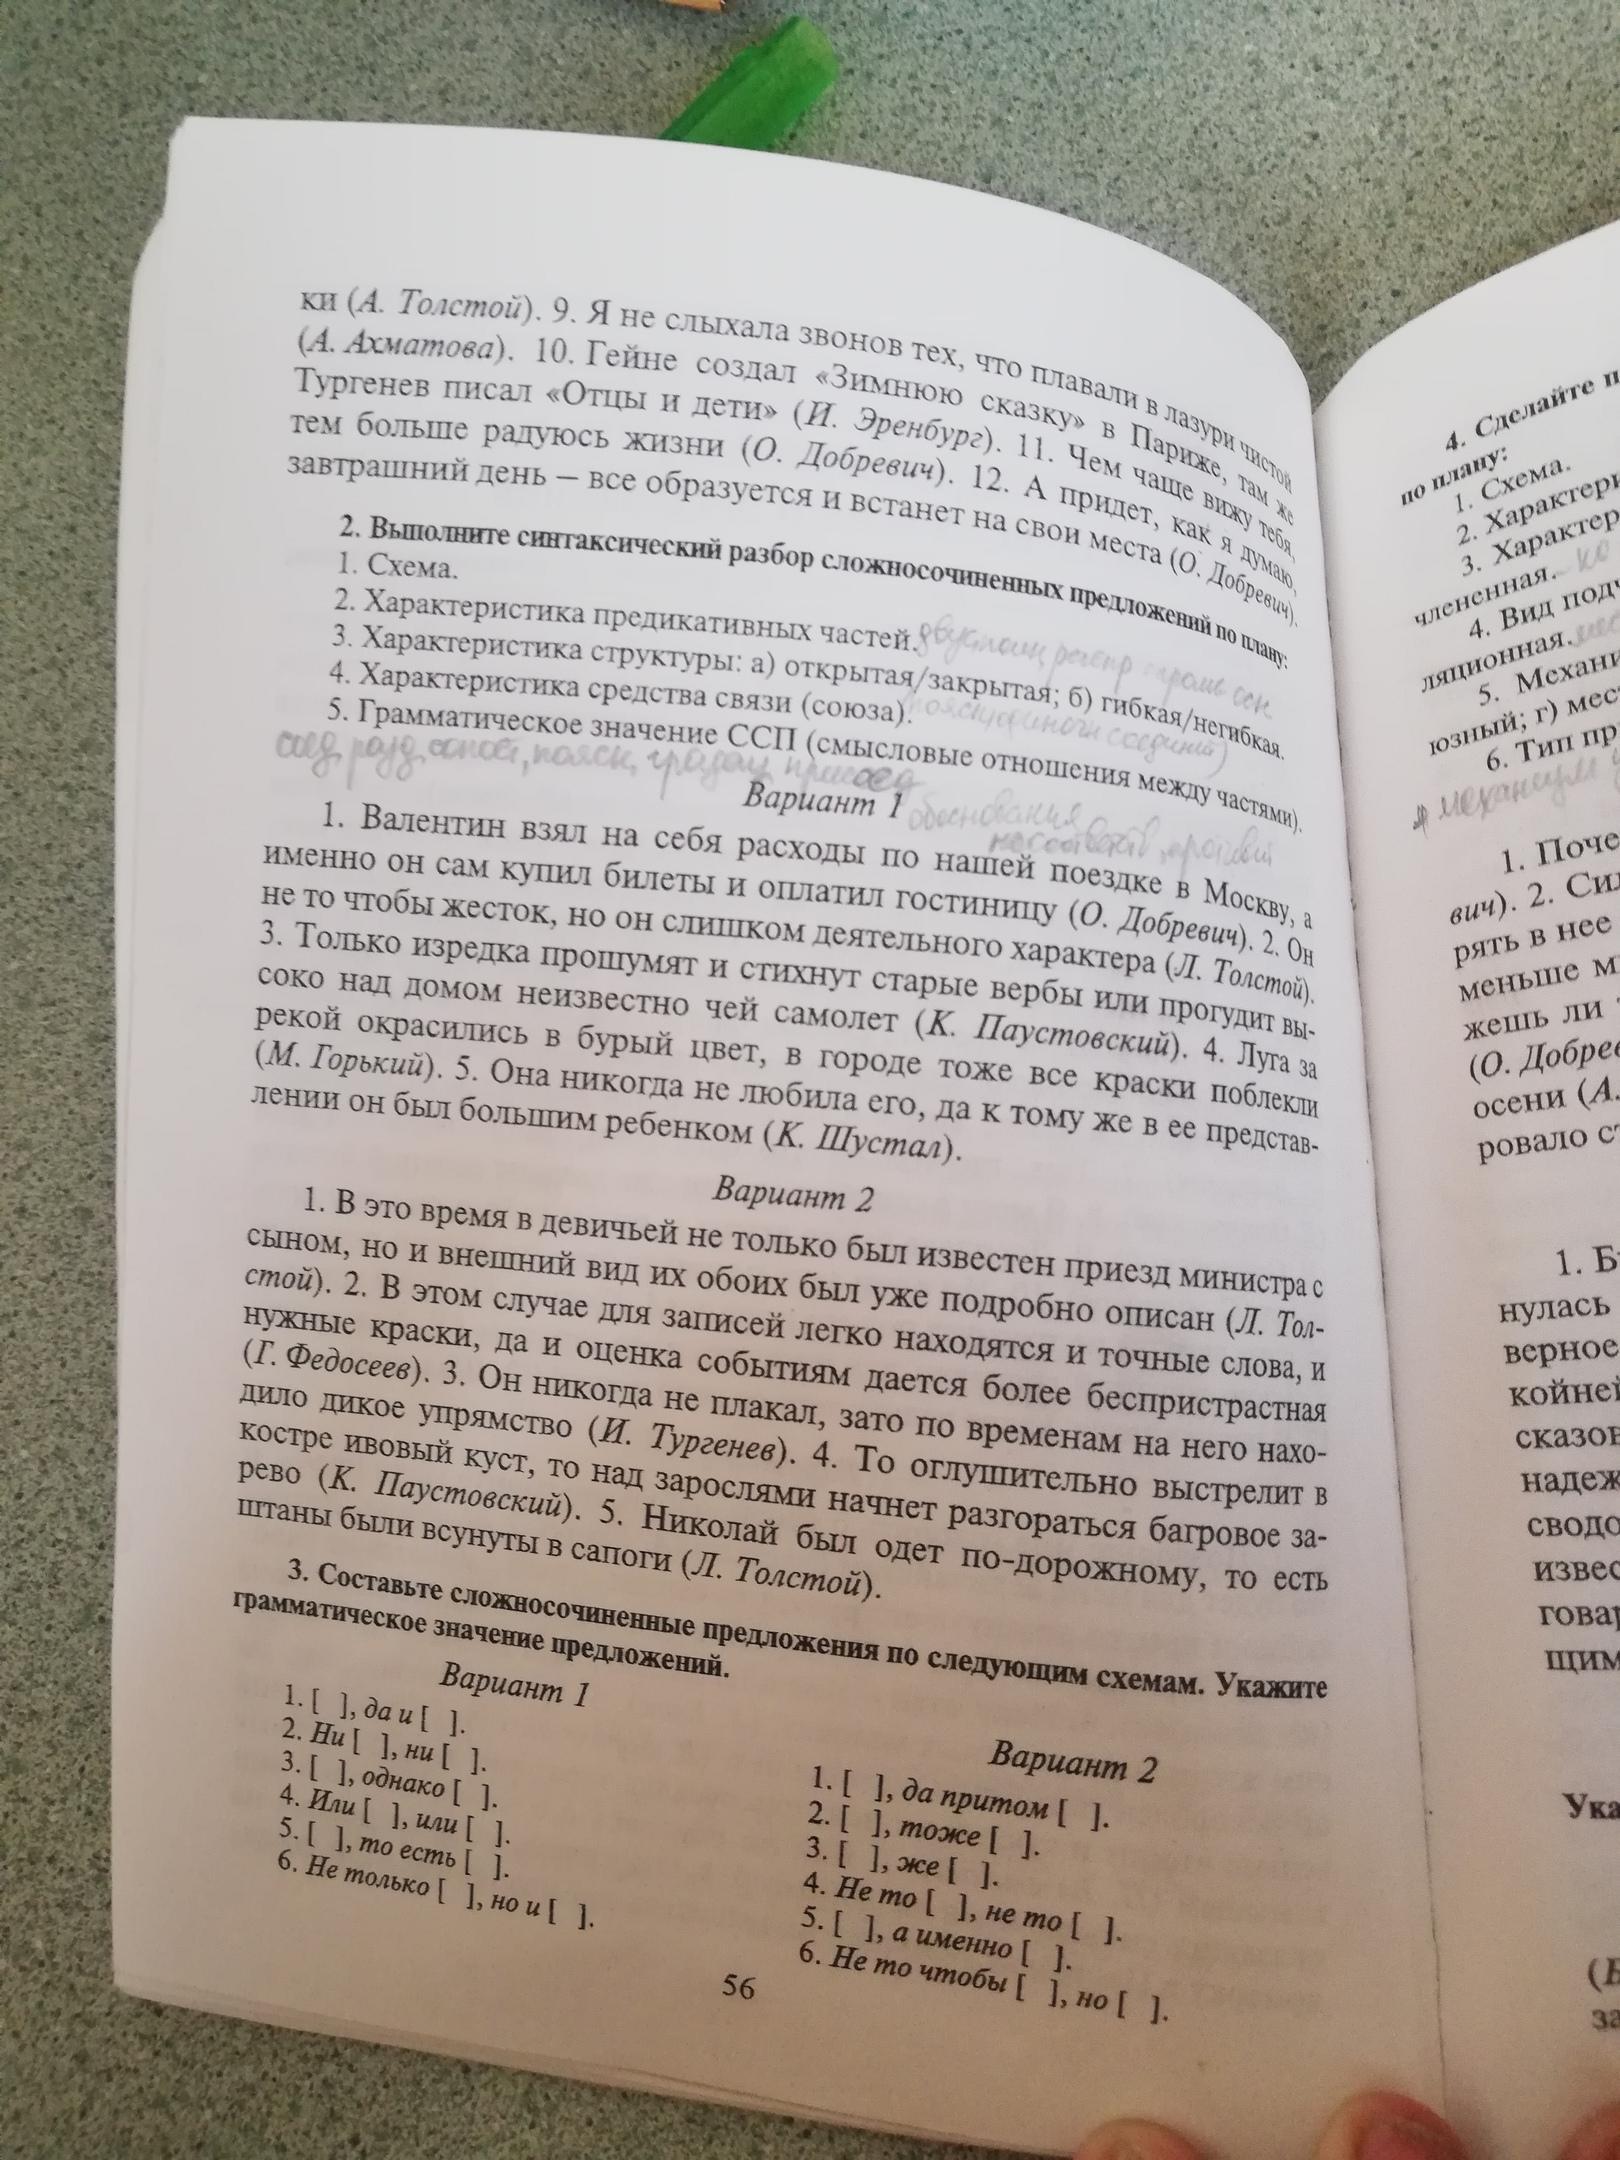 ки (А. Толстой). 9. Я не слыхала звонов тех, что плавали в лазури чистой
(А. Ахматова). 10. Гейне создал «Зимнюю сказку» в Париже, там же
Тургенев писал «Отцы и дети» (И. Эренбург). 11. Чем чаще вижу тебя,
тем больше радуюсь жизни (О. Добревич). 12. А придет, как я думаю,
завтрашний день – все образуется и встанет на свои места (О. Добревич).
2. Выполните синтаксический разбор сложносочиненных предложений по плану:
1. Схема.
2. Характеристика предикативных частей.
3. Характеристика структуры: а) открытая/закрытая; б) гибкая/негибкая.
4. Характеристика средства связи (союза).
5. Грамматическое значение ССП (смысловые отношения между частями).
соед, разд, сопост, поясн, градац, присоед
обоснования
Вариант 1
1. Валентин взял на себя расходы по нашей поездке в Москву, а
именно он сам купил билеты и оплатил гостиницу (О. Добревич). 2. Он
не то чтобы жесток, но он слишком деятельного характера (Л. Толстой).
3. Только изредка прошумят и стихнут старые вербы или прогудит вы-
соко над домом неизвестно чей самолет (К. Паустовский). 4. Луга за
рекой окрасились в бурый цвет, в городе тоже все краски поблекли
(М. Горький). 5. Она никогда не любила его, да к тому же в ее представ-
лении он был большим ребенком (К. Шустал).
Вариант 2
1. В это время в девичьей не только был известен приезд министра с
сыном, но и внешний вид их обоих был уже подробно описан (Л. Тол-
стой). 2. В этом случае для записей легко находятся и точные слова, и
нужные краски, да и оценка событиям дается более беспристрастная
(Г. Федосеев). 3. Он никогда не плакал, зато по временам на него нахо-
дило дикое упрямство (И. Тургенев). 4. То оглушительно выстрелит в
костре ивовый куст, то над зарослями начнет разгораться багровое за-
рево (К. Паустовский). 5. Николай был одет по-дорожному, то есть
штаны были всунуты в сапоги (Л. Толстой).
3. Составьте сложносочиненные предложения по следующим схемам. Укажите
грамматическое значение предложений.
Вариант 1
1. [ ], да и [ ].
2. Ни [ ], ни [ ].
3. [ ], однако [ ].
4. Или [ ], или [ ].
5. [ ], то есть [ ].
6. Не только [ ], но и [ ].
Вариант 2
1. [ ], да притом [ ].
2. [ ], тоже [ ].
3. [ ], же [ ].
4. Не то [ ], не то [ ].
5. [ ], а именно [ ].
6. Не то чтобы [ ], но [ ].
56
4. Сделайте
по плану:
1. Схема.
2.
3.
члененная.
4. Вид
ляционная.
5.
юзный; г)
6. Тип
механизм
1.
вич). 2.
рять в нее
меньше
жешь ли
(О.
осени (А.
ровало
1.
нулась
верное